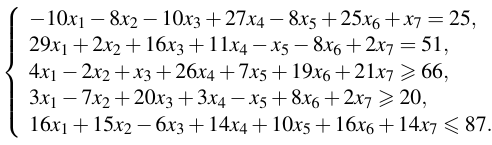 −10x₁ − 8x₂ − 10x₃ + 27x₄ − 8x₅ + 25x₆ + x₇ = 25,
29x₁ + 2x₂ + 16x₃ + 11x₄ − x₅ − 8x₆ + 2x₇ = 51,
4x₁ − 2x₂ + x₃ + 26x₄ + 7x₅ + 19x₆ + 21x₇ ⩾ 66,
3x₁ − 7x₂ + 20x₃ + 3x₄ − x₅ + 8x₆ + 2x₇ ⩾ 20,
16x₁ + 15x₂ − 6x₃ + 14x₄ + 10x₅ + 16x₆ + 14x₇ ⩽ 87.